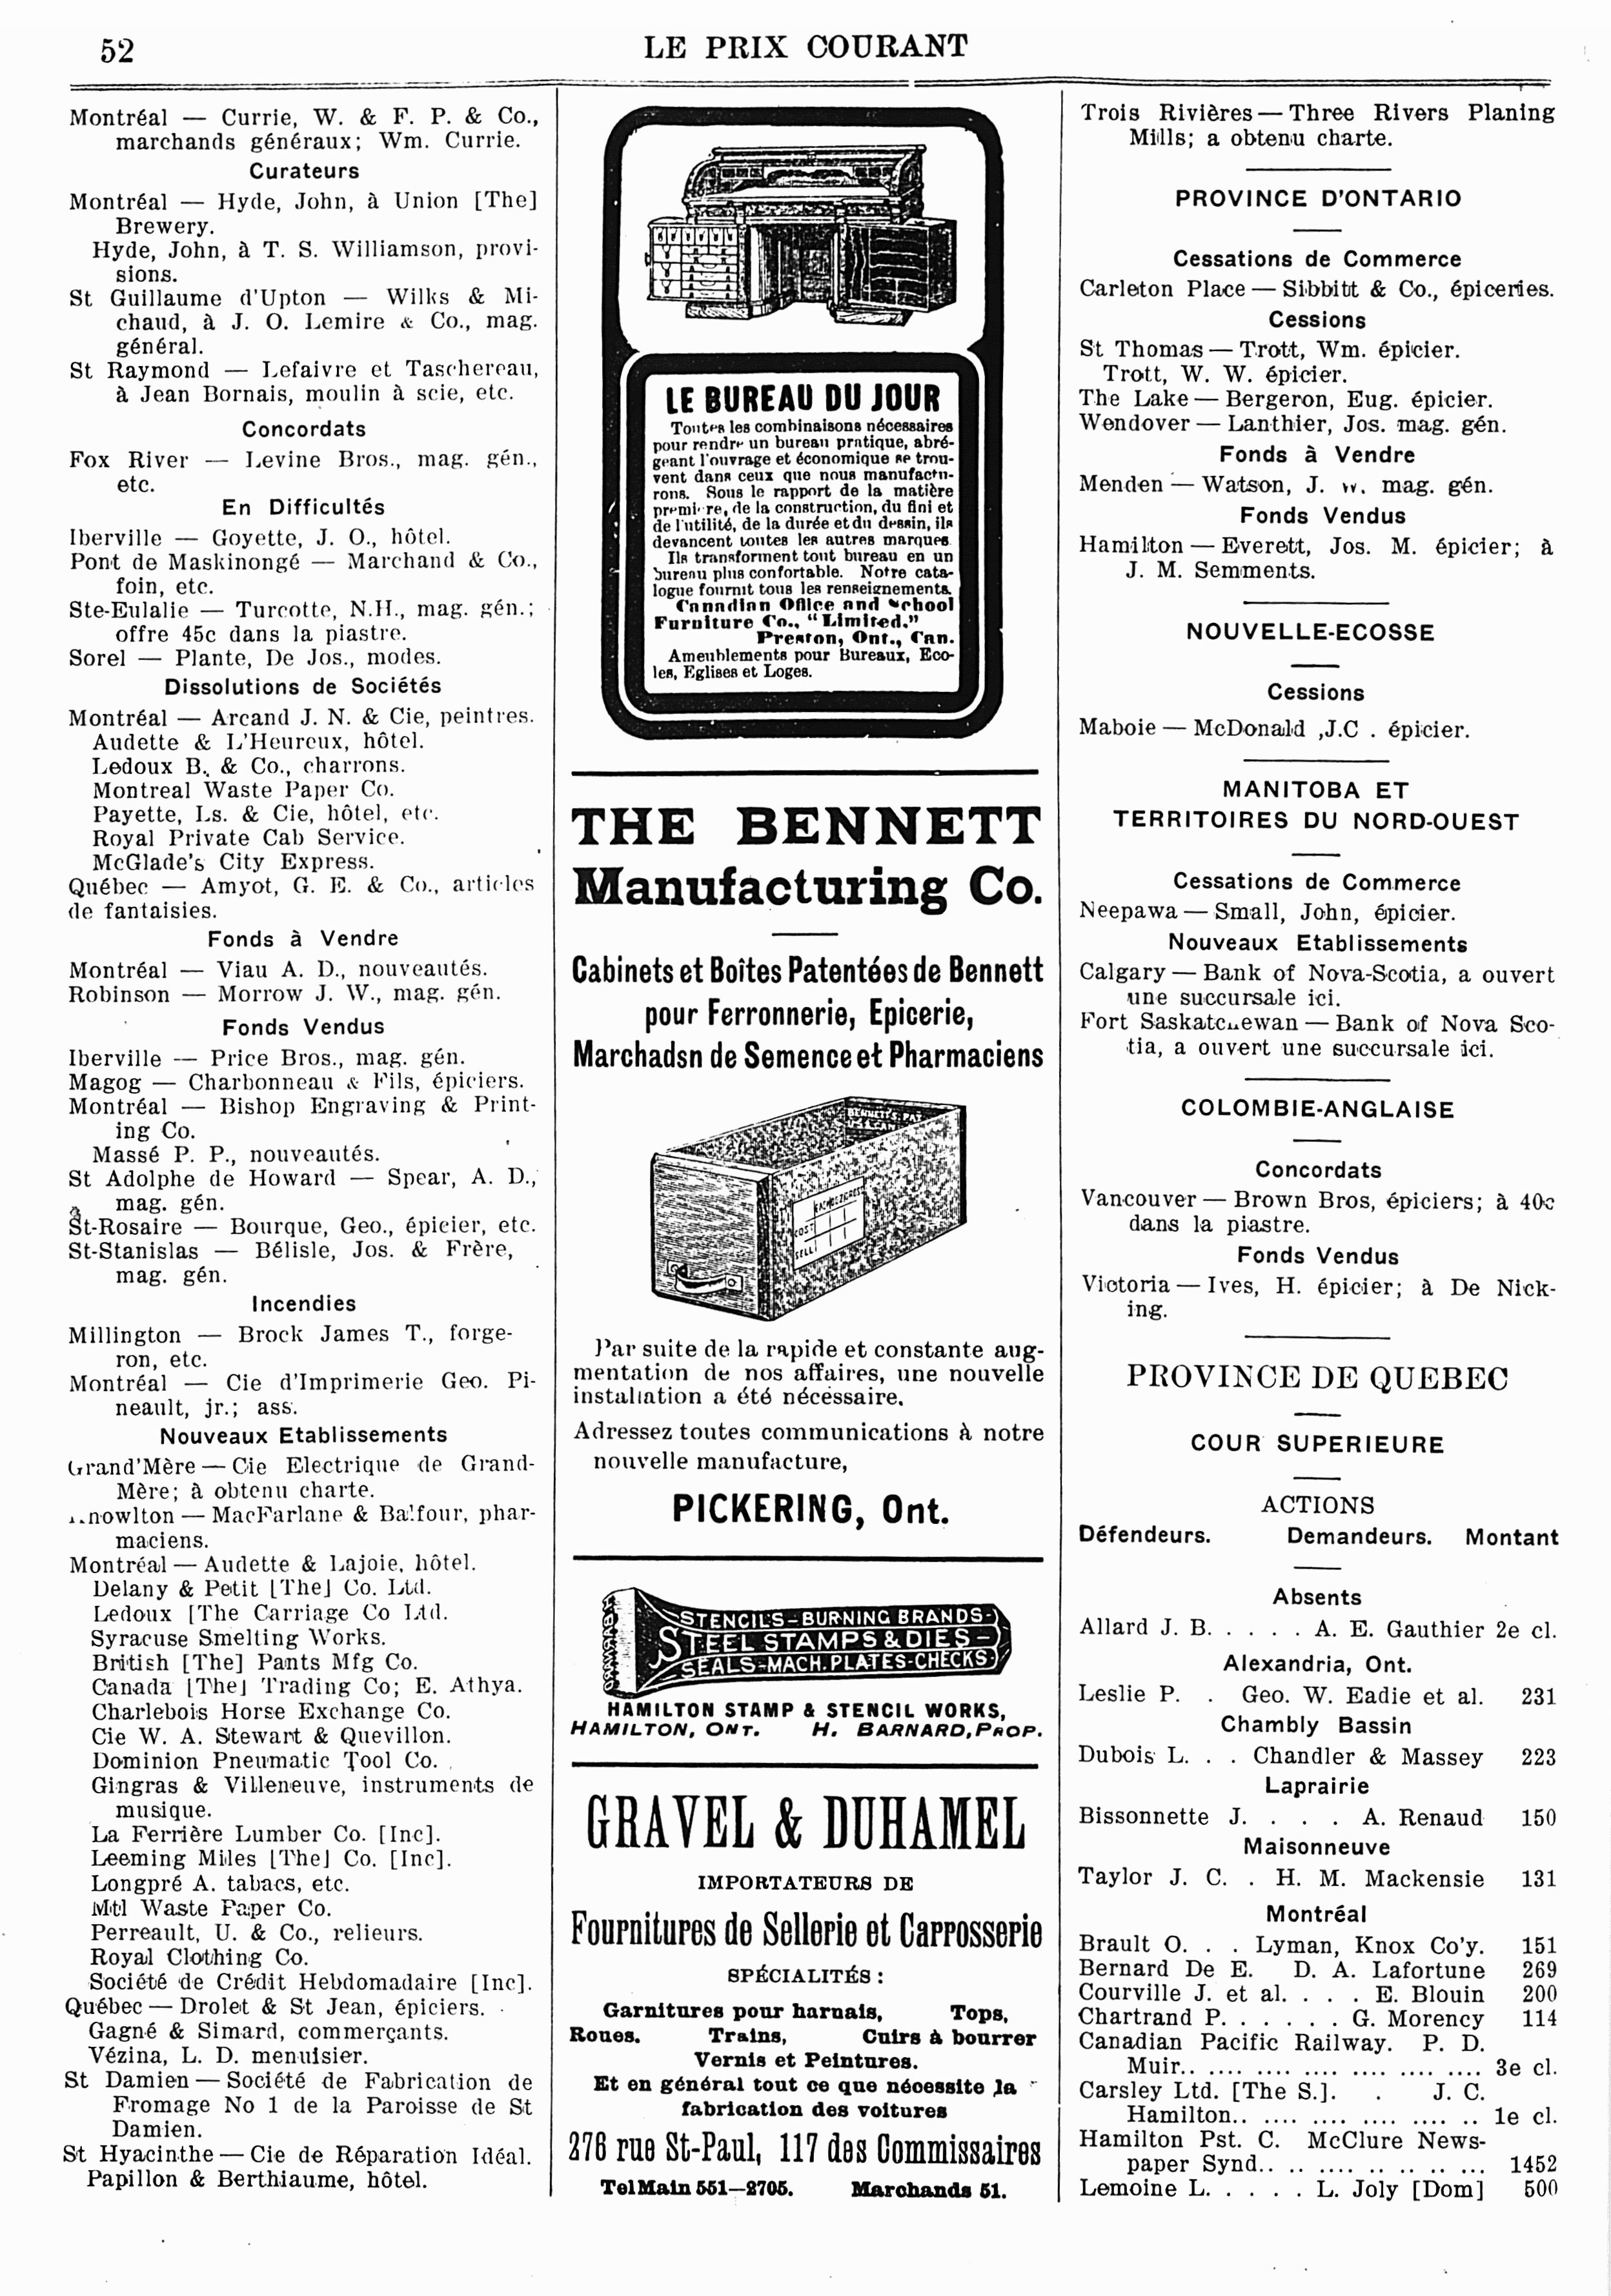 52
LE PRIX COURANT
Montréal — Currie, W. & F. P. & Co.,
marchands généraux; Wm. Currie.
Curateurs
Montréal — Hyde, John, à Union [The]
Brewery.
Hyde, John, à T. S. Williamson, provi-
sions.
St Guillaume d'Upton — Wilks & Mi-
chaud, à J. O. Lemire & Co., mag.
général.
St Raymond — Lefaivre et Taschereau,
à Jean Bornais, moulin à scie, etc.
Concordats
Fox River — Levine Bros., mag. gén.,
etc.
En Difficultés
Iberville — Goyette, J. O., hôtel.
Pont de Maskinongé — Marchand & Co.,
foin, etc.
Ste-Eulalie — Turcotte, N.H., mag. gén.;
offre 45c dans la piastre.
Sorel — Plante, De Jos., modes.
Dissolutions de Sociétés
Montréal — Arcand J. N. & Cie, peintres.
Audette & L'Heureux, hôtel.
Ledoux B., & Co., charrons.
Montreal Waste Paper Co.
Payette, Ls. & Cie, hôtel, etc.
Royal Private Cab Service.
McGlade's City Express.
Québec — Amyot, G. E. & Co., articles
de fantaisies.
Fonds à Vendre
Montréal — Viau A. D., nouveautés.
Robinson — Morrow J. W., mag. gén.
Fonds Vendus
Iberville — Price Bros., mag. gén.
Magog — Charbonneau & Fils, épiciers.
Montréal — Bishop Engraving & Print-
ing Co.
Massé P. P., nouveautés.
St Adolphe de Howard — Spear, A. D.,
mag. gén.
St-Rosaire — Bourque, Geo., épicier, etc.
St-Stanislas — Bélisle, Jos. & Frère,
mag. gén.
Incendies
Millington — Brock James T., forge-
ron, etc.
Montréal — Cie d'Imprimerie Geo. Pi-
neault, jr.; ass.
Nouveaux Etablissements
Grand'Mère — Cie Electrique de Grand-
Mère; à obtenu charte.
nowlton — MacFarlane & Balfour, phar-
maciens.
Montréal — Audette & Lajoie, hôtel.
Delany & Petit [The] Co. Ltd.
Ledoux [The Carriage Co Ltd.
Syracuse Smelting Works.
British [The] Pants Mfg Co.
Canada [The] Trading Co; E. Athya.
Charlebois Horse Exchange Co.
Cie W. A. Stewart & Quevillon.
Dominion Pneumatic Tool Co.
Gingras & Villeneuve, instruments de
musique.
La Ferrière Lumber Co. [Inc].
Leeming Miles [The] Co. [Inc].
Longpré A. tabacs, etc.
Mtl Waste Paper Co.
Perreault, U. & Co., relieurs.
Royal Clothing Co.
Société de Crédit Hebdomadaire [Inc].
Québec — Drolet & St Jean, épiciers.
Gagné & Simard, commerçants.
Vézina, L. D. menuisier.
St Damien — Société de Fabrication de
Fromage No 1 de la Paroisse de St
Damien.
St Hyacinthe — Cie de Réparation Idéal.
Papillon & Berthiaume, hôtel.
LE BUREAU DU JOUR
Toutes les combinaisons nécessaires
pour rendre un bureau pratique, abré-
geant l'ouvrage et économique se trou-
vent dans ceux que nous manufactu-
rons. Sous le rapport de la matière
premi re, de la construction, du fini et
de l'utilité, de la durée et du dessin, ils
devancent toutes les autres marques.
Ils transforment tout bureau en un
bureau plus confortable. Notre cata-
logue fournit tous les renseignements.
Canadian Office and School
Furniture Co., "Limited."
Preston, Ont., Can.
Ameublements pour Bureaux, Eco-
les, Eglises et Loges.
THE BENNETT
Manufacturing Co.
Cabinets et Boîtes Patentées de Bennett
pour Ferronnerie, Epicerie,
Marchadsn de Semence et Pharmaciens
BENNETTS PAT
COST
SELL
Par suite de la rapide et constante aug-
mentation de nos affaires, une nouvelle
installation a été nécessaire.
Adressez toutes communications à notre
nouvelle manufacture,
PICKERING, Ont.
STENCILS-BURNING BRANDS-
STEEL STAMPS & DIES-
SEALS-MACH. PLATES-CHECKS
HAMILTON STAMP & STENCIL WORKS,
HAMILTON, ONT. H. BARNARD, PROP.
GRAVEL & DUHAMEL
IMPORTATEURS DE
Fournitures de Sellerie et Carrosserie
SPÉCIALITÉS :
Garnitures pour harnais, Tops,
Roues. Trains, Cuirs à bourrer
Vernis et Peintures.
Et en général tout ce que nécessite la
fabrication des voitures
276 rue St-Paul, 117 des Commissaires
Tel Main 551—2705. Marchands 51.
Trois Rivières — Three Rivers Planing
Mills; a obtenu charte.
PROVINCE D'ONTARIO
Cessations de Commerce
Carleton Place — Sibbitt & Co., épiceries.
Cessions
St Thomas — Trott, Wm. épicier.
Trott, W. W. épicier.
The Lake — Bergeron, Eug. épicier.
Wendover — Lanthier, Jos. mag. gén.
Fonds à Vendre
Menden — Watson, J. W. mag. gén.
Fonds Vendus
Hamilton — Everett, Jos. M. épicier; à
J. M. Semments.
NOUVELLE-ECOSSE
Cessions
Maboie — McDonald ,J.C . épicier.
MANITOBA ET
TERRITOIRES DU NORD-OUEST
Cessations de Commerce
Neepawa — Small, John, épicier.
Nouveaux Etablissements
Calgary — Bank of Nova-Scotia, a ouvert
une succursale ici.
Fort Saskatchewan — Bank of Nova Sco-
tia, a ouvert une succursale ici.
COLOMBIE-ANGLAISE
Concordats
Vancouver — Brown Bros, épiciers; à 40c
dans la piastre.
Fonds Vendus
Victoria — Ives, H. épicier; à De Nick-
ing.
PROVINCE DE QUEBEC
COUR SUPERIEURE
ACTIONS
Défendeurs. Demandeurs. Montant
Absents
Allard J. B. . . . . . A. E. Gauthier 2e cl.
Alexandria, Ont.
Leslie P. . Geo. W. Eadie et al. 231
Chambly Bassin
Dubois L. . . Chandler & Massey 223
Laprairie
Bissonnette J. . . . . A. Renaud 150
Maisonneuve
Taylor J. C. . H. M. Mackensie 131
Montréal
Brault O. . . Lyman, Knox Co'y. 151
Bernard De E. D. A. Lafortune 269
Courville J. et al. . . . E. Blouin 200
Chartrand P. . . . . . . G. Morency 114
Canadian Pacific Railway. P. D.
Muir.. .... .... .... .... .... .... 3e cl.
Carsley Ltd. [The S.]. . J. C.
Hamilton.. .... .... .... .... .. 1e cl.
Hamilton Pst. C. McClure News-
paper Synd.. .. .... .. .. .. ... 1452
Lemoine L. . . . . . L. Joly [Dom] 500